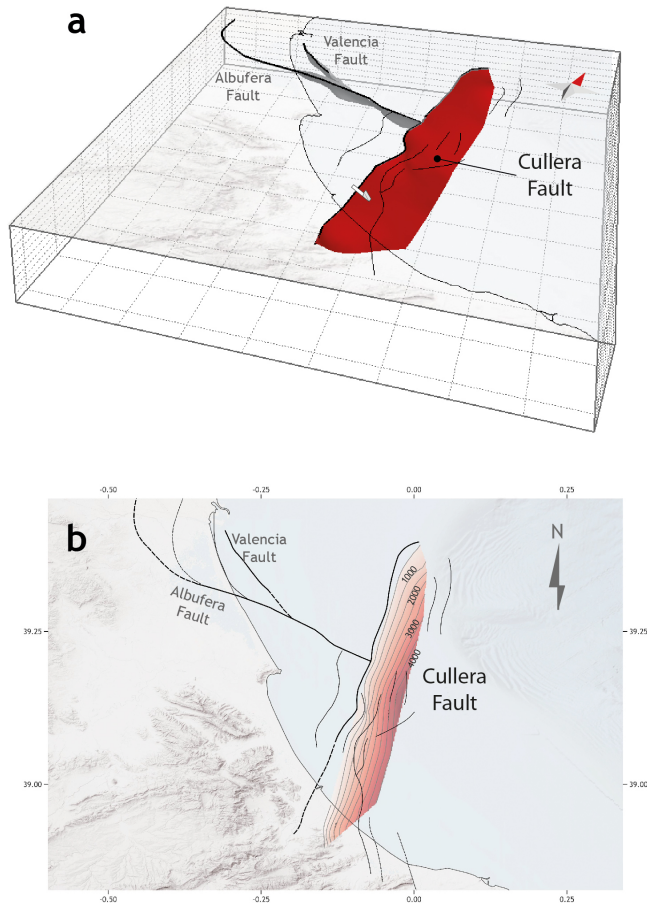 a
Valencia
Fault
Albufera
Fault
Cullera
Fault
-0.50
-0.25
0.00
0.25
b
N
Valencia
Fault
Albufera
Fault
1000
2000
3000
4000
Cullera
Fault
39.25
39.25
39.00
39.00
-0.50
-0.25
0.00
0.25